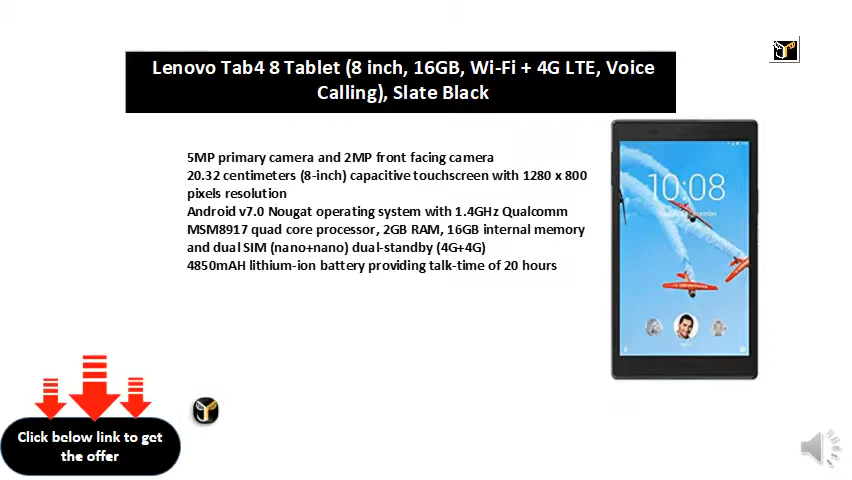 Lenovo Tab4 8 Tablet (8 inch, 16GB, Wi-Fi + 4G LTE, Voice
Calling), Slate Black
5MP primary camera and 2MP front facing camera
20.32 centimeters (8-inch) capacitive touchscreen with 1280 x 800
pixels resolution
Android v7.0 Nougat operating system with 1.4GHz Qualcomm
MSM8917 quad core processor, 2GB RAM, 16GB internal memory
and dual SIM (nano+nano) dual-standby (4G+4G)
4850mAH lithium-ion battery providing talk-time of 20 hours
10:08
Click below link to get
the offer